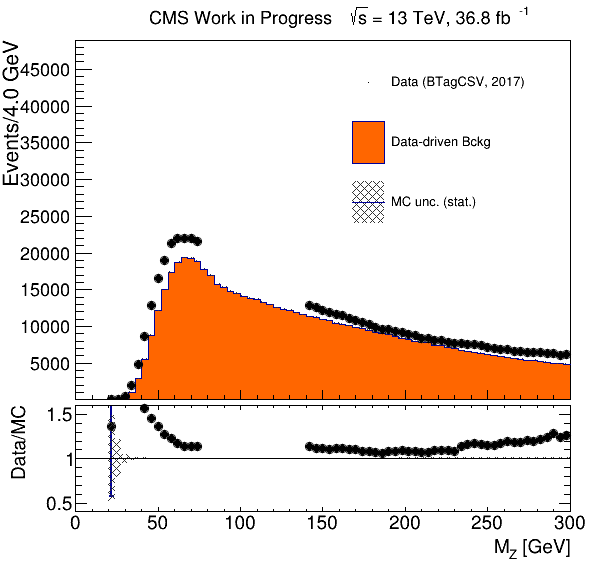 CMS Work in Progress √s = 13 TeV, 36.8 fb⁻¹
Events/4.0 GeV
45000
40000
35000
30000
25000
20000
15000
10000
5000
Data (BTagCSV, 2017)
Data-driven Bckg
MC unc. (stat.)
Data/MC
1.5
1
0.5
0 50 100 150 200 250 300
M_Z [GeV]